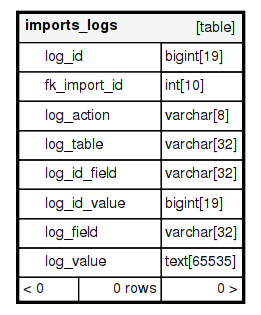 imports_logs [table]
log_id bigint[19]
fk_import_id int[10]
log_action varchar[8]
log_table varchar[32]
log_id_field varchar[32]
log_id_value bigint[19]
log_field varchar[32]
log_value text[65535]
< 0 0 rows 0 >